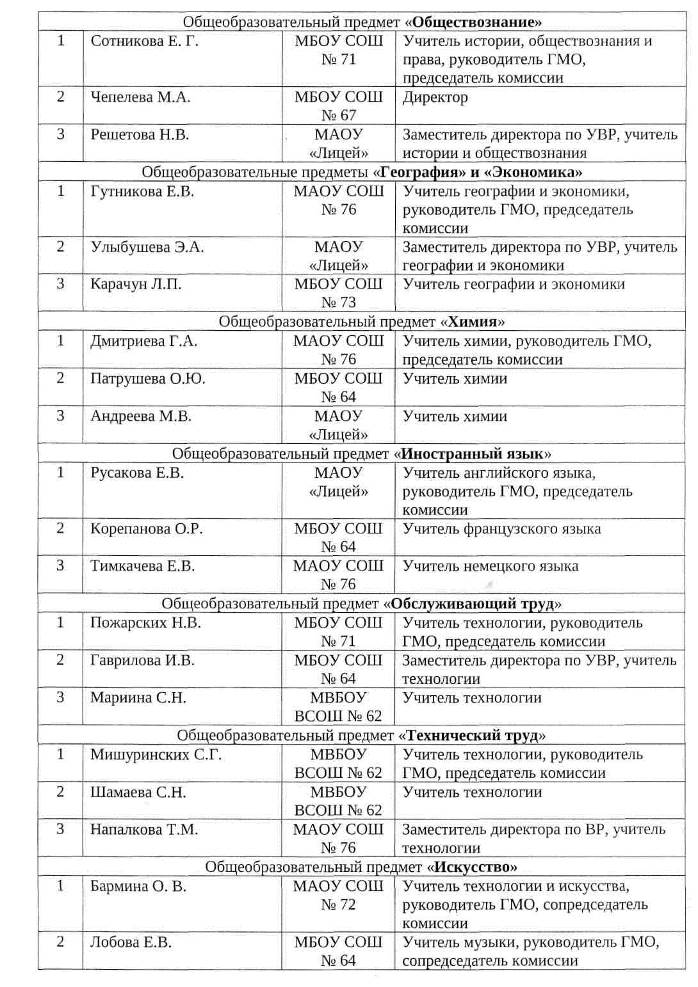 Общеобразовательный предмет «Обществознание»
1 Сотникова Е. Г. МБОУ СОШ Учитель истории, обществознания и
№ 71 права, руководитель ГМО,
председатель комиссии
2 Чепелева М.А. МБОУ СОШ Директор
№ 67
3 Решетова Н.В. МАОУ Заместитель директора по УВР, учитель
«Лицей» истории и обществознания
Общеобразовательные предметы «География» и «Экономика»
1 Гутникова Е.В. МАОУ СОШ Учитель географии и экономики,
№ 76 руководитель ГМО, председатель
комиссии
2 Улыбушева Э.А. МАОУ Заместитель директора по УВР, учитель
«Лицей» географии и экономики
3 Карачун Л.П. МБОУ СОШ Учитель географии и экономики
№ 73
Общеобразовательный предмет «Химия»
1 Дмитриева Г.А. МАОУ СОШ Учитель химии, руководитель ГМО,
№ 76 председатель комиссии
2 Патрушева О.Ю. МБОУ СОШ Учитель химии
№ 64
3 Андреева М.В. МАОУ Учитель химии
«Лицей»
Общеобразовательный предмет «Иностранный язык»
1 Русакова Е.В. МАОУ Учитель английского языка,
«Лицей» руководитель ГМО, председатель
комиссии
2 Корепанова О.Р. МБОУ СОШ Учитель французского языка
№ 64
3 Тимкачева Е.В. МАОУ СОШ Учитель немецкого языка
№ 76
Общеобразовательный предмет «Обслуживающий труд»
1 Пожарских Н.В. МБОУ СОШ Учитель технологии, руководитель
№ 71 ГМО, председатель комиссии
2 Гаврилова И.В. МБОУ СОШ Заместитель директора по УВР, учитель
№ 64 технологии
3 Мариина С.Н. МВБОУ Учитель технологии
ВСОШ № 62
Общеобразовательный предмет «Технический труд»
1 Мишуринских С.Г. МВБОУ Учитель технологии, руководитель
ВСОШ № 62 ГМО, председатель комиссии
2 Шамаева С.Н. МВБОУ Учитель технологии
ВСОШ № 62
3 Напалкова Т.М. МАОУ СОШ Заместитель директора по ВР, учитель
№ 76 технологии
Общеобразовательный предмет «Искусство»
1 Бармина О. В. МАОУ СОШ Учитель технологии и искусства,
№ 72 руководитель ГМО, сопредседатель
комиссии
2 Лобова Е.В. МБОУ СОШ Учитель музыки, руководитель ГМО,
№ 64 сопредседатель комиссии